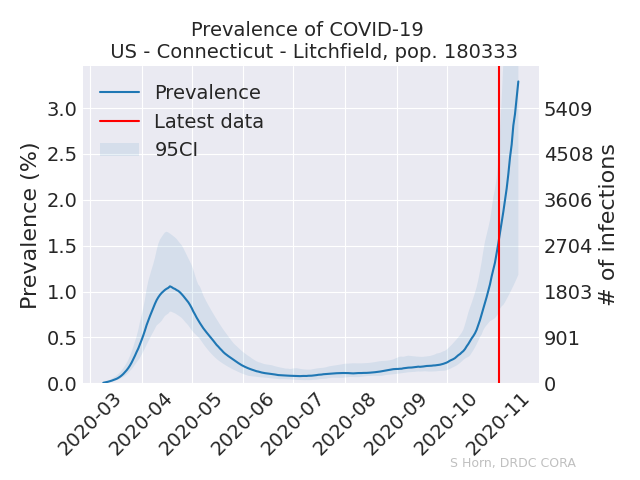 Prevalence of COVID-19
US - Connecticut - Litchfield, pop. 180333
Prevalence
Latest data
95CI
Prevalence (%)
3.0
2.5
2.0
1.5
1.0
0.5
0.0
5409
4508
3606
2704
1803
901
0
# of infections
2020-03
2020-04
2020-05
2020-06
2020-07
2020-08
2020-09
2020-10
2020-11
S Horn, DRDC CORA